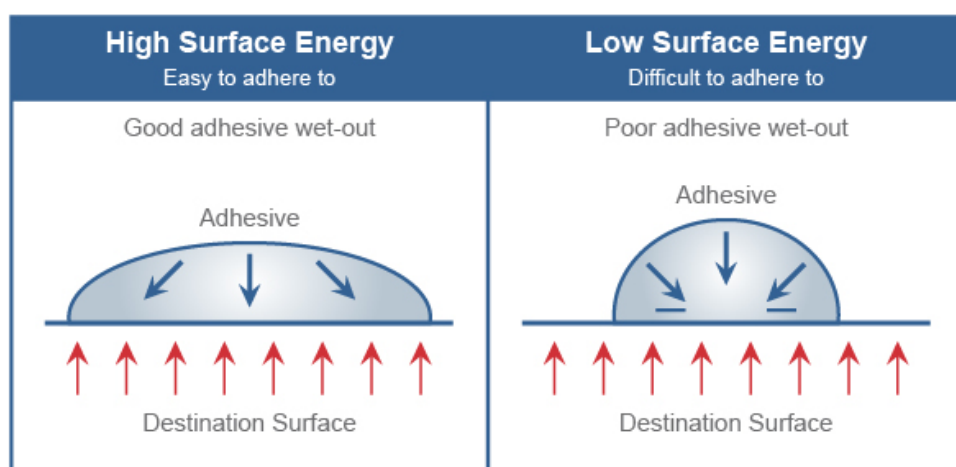 High Surface Energy
Easy to adhere to
Good adhesive wet-out
Adhesive
Destination Surface
Low Surface Energy
Difficult to adhere to
Poor adhesive wet-out
Adhesive
Destination Surface